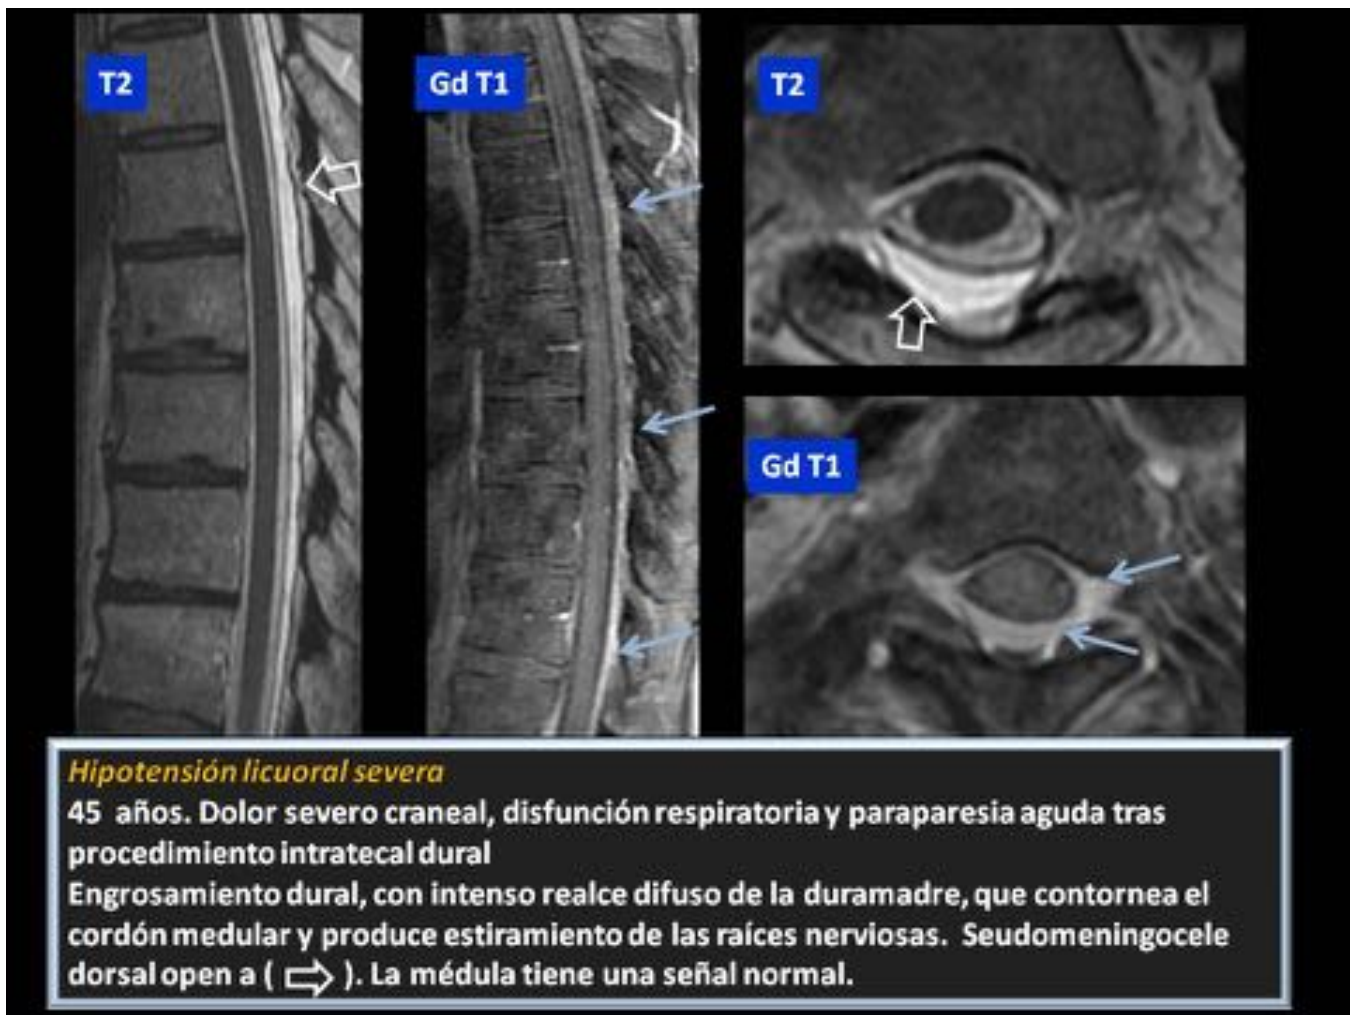 T2
Gd T1
T2
Gd T1
Hipotensión licuoral severa
45 años. Dolor severo craneal, disfunción respiratoria y paraparesia aguda tras
procedimiento intratecal dural
Engrosamiento dural, con intenso realce difuso de la duramadre, que contornea el
cordón medular y produce estiramiento de las raíces nerviosas. Seudomeningocele
dorsal open a ( ⇨ ). La médula tiene una señal normal.